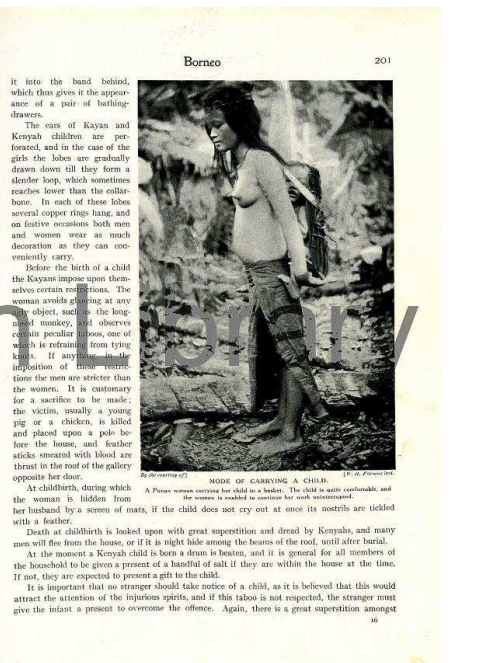 Borneo 201
it into the band behind,
which thus gives it the appear-
ance of a pair of bathing-
drawers.
The ears of Kayan and
Kenyah children are per-
forated, and in the case of the
girls the lobes are gradually
drawn down till they form a
slender loop, which sometimes
reaches lower than the collar-
bone. In each of these lobes
several copper rings hang, and
on festive occasions both men
and women wear as much
decoration as they can con-
veniently carry.
Before the birth of a child
the Kayans impose upon them-
selves certain restrictions. The
woman avoids glancing at any
ugly object, such as the long-
nosed monkey, and observes
certain peculiar taboos, one of
which is refraining from tying
knots. If anything in the
imposition of these restric-
tions the men are stricter than
the women. It is customary
for a sacrifice to be made;
the victim, usually a young
pig or a chicken, is killed
and placed upon a pole be-
fore the house, and feather
sticks smeared with blood are
thrust in the roof of the gallery
opposite her door.
At childbirth, during which
the woman is hidden from
By the courtesy of] [W. H. Furness 3rd.
MODE OF CARRYING A CHILD.
A Punan woman carrying her child in a basket. The child is quite comfortable, and
the woman is enabled to continue her work uninterrupted.
her husband by a screen of mats, if the child does not cry out at once its nostrils are tickled
with a feather.
Death at childbirth is looked upon with great superstition and dread by Kenyahs, and many
men will flee from the house, or if it is night hide among the beams of the roof, until after burial.
At the moment a Kenyah child is born a drum is beaten, and it is general for all members of
the household to be given a present of a handful of salt if they are within the house at the time.
If not, they are expected to present a gift to the child.
It is important that no stranger should take notice of a child, as it is believed that this would
attract the attention of the injurious spirits, and if this taboo is not respected, the stranger must
give the infant a present to overcome the offence. Again, there is a great superstition amongst
16
n Library